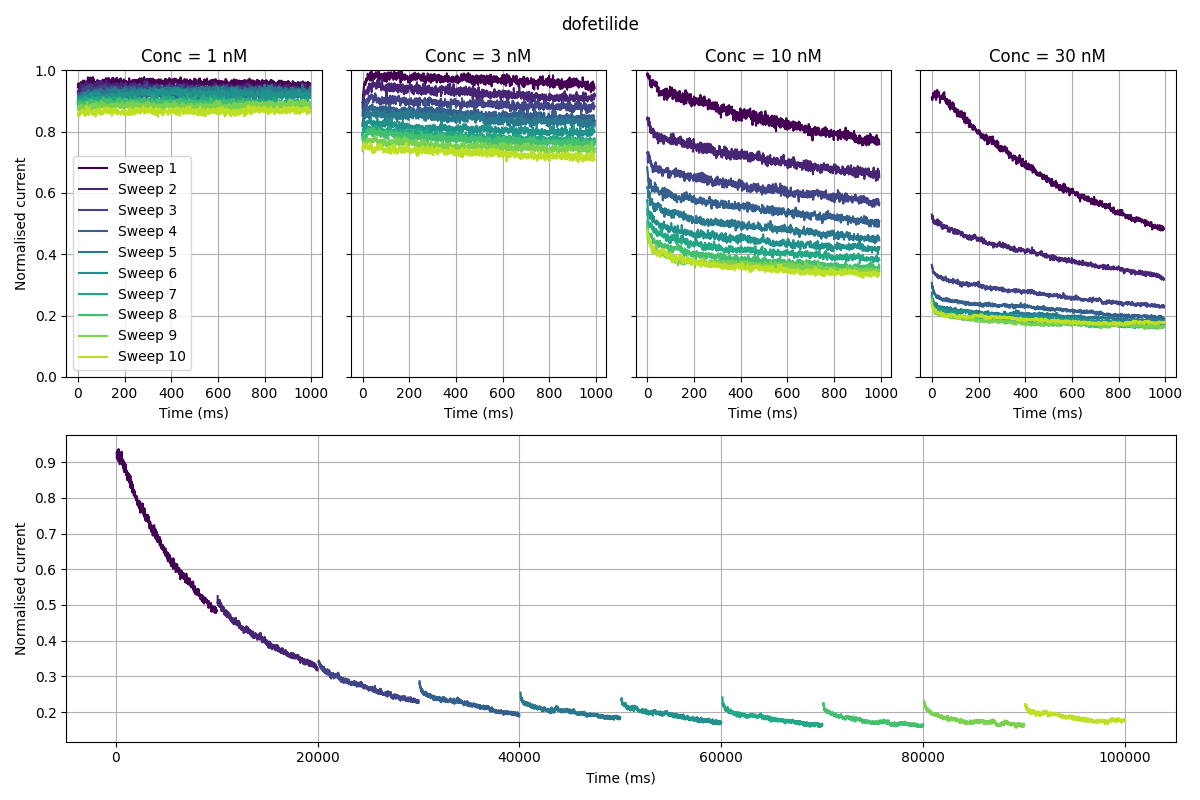 dofetilide
Conc = 1 nM
Conc = 3 nM
Conc = 10 nM
Conc = 30 nM
Normalised current
1.0
0.8
0.6
0.4
0.2
0.0
Sweep 1
Sweep 2
Sweep 3
Sweep 4
Sweep 5
Sweep 6
Sweep 7
Sweep 8
Sweep 9
Sweep 10
0 200 400 600 800 1000
0 200 400 600 800 1000
0 200 400 600 800 1000
0 200 400 600 800 1000
Time (ms)
Time (ms)
Time (ms)
Time (ms)
Normalised current
0.9
0.8
0.7
0.6
0.5
0.4
0.3
0.2
0 20000 40000 60000 80000 100000
Time (ms)